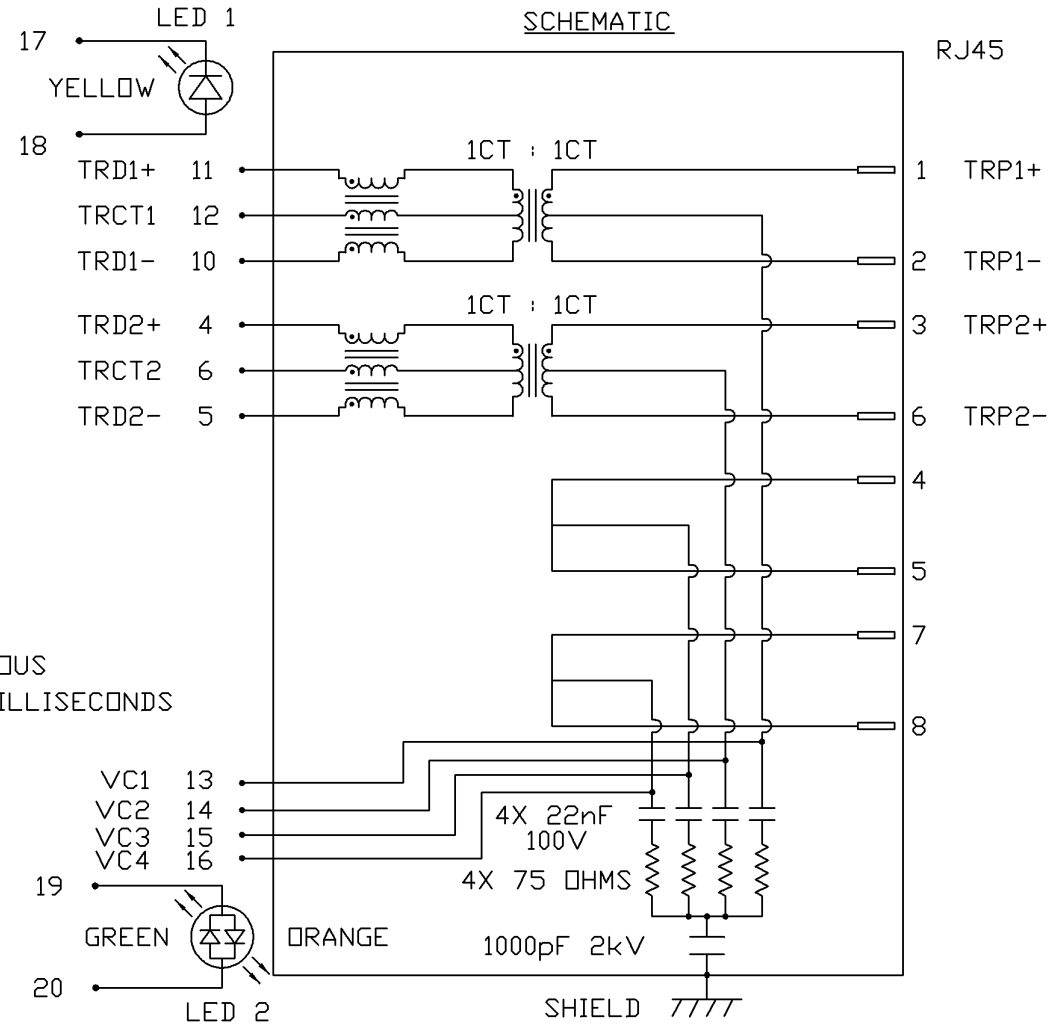 SCHEMATIC
LED 1
17
YELLOW
18
RJ45
1CT : 1CT
TRD1+ 11
1 TRP1+
TRCT1 12
TRD1- 10
2 TRP1-
1CT : 1CT
TRD2+ 4
3 TRP2+
TRCT2 6
TRD2- 5
6 TRP2-
4
5
7
8
OUS
ILLISECONDS
VC1 13
VC2 14
VC3 15
VC4 16
4X 22nF
100V
4X 75 OHMS
19
GREEN
ORANGE
20
LED 2
1000pF 2kV
SHIELD